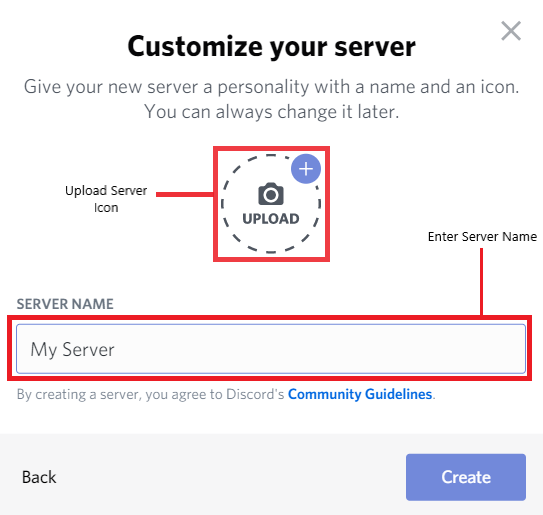 Customize your server
Give your new server a personality with a name and an icon.
You can always change it later.
Upload Server
Icon
UPLOAD
Enter Server Name
SERVER NAME
My Server
By creating a server, you agree to Discord's Community Guidelines.
Back
Create